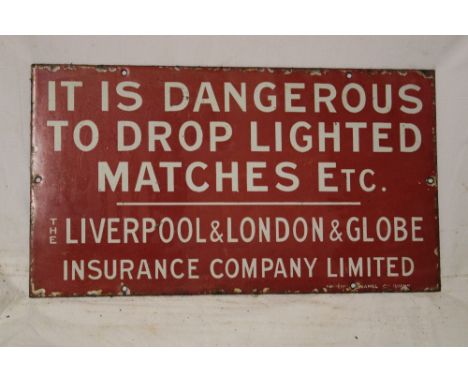 IT IS DANGEROUS
TO DROP LIGHTED
MATCHES ETC.
THE LIVERPOOL & LONDON & GLOBE
INSURANCE COMPANY LIMITED